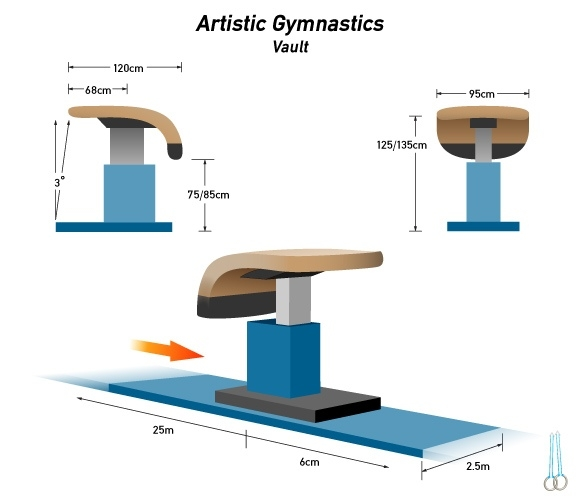 Artistic Gymnastics
Vault
120cm
68cm
95cm
125/135cm
3°
75/85cm
25m
6cm
2.5m